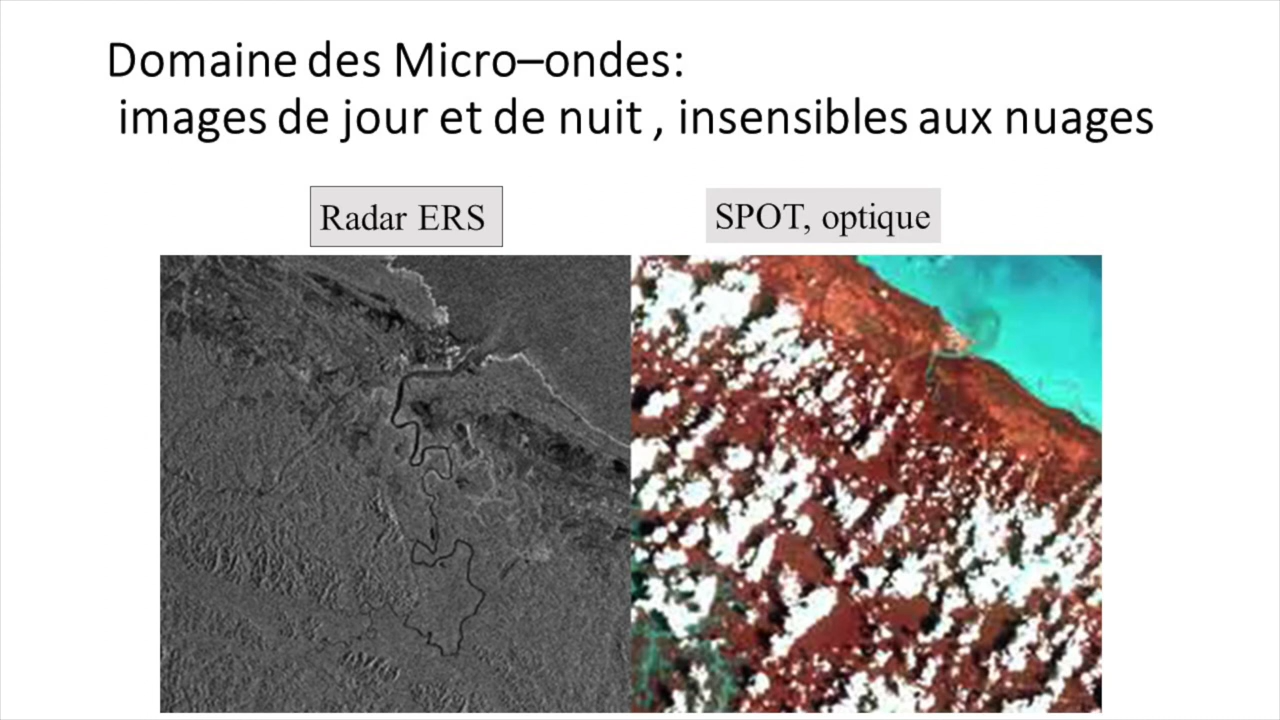 Domaine des Micro–ondes:
images de jour et de nuit , insensibles aux nuages
Radar ERS
SPOT, optique